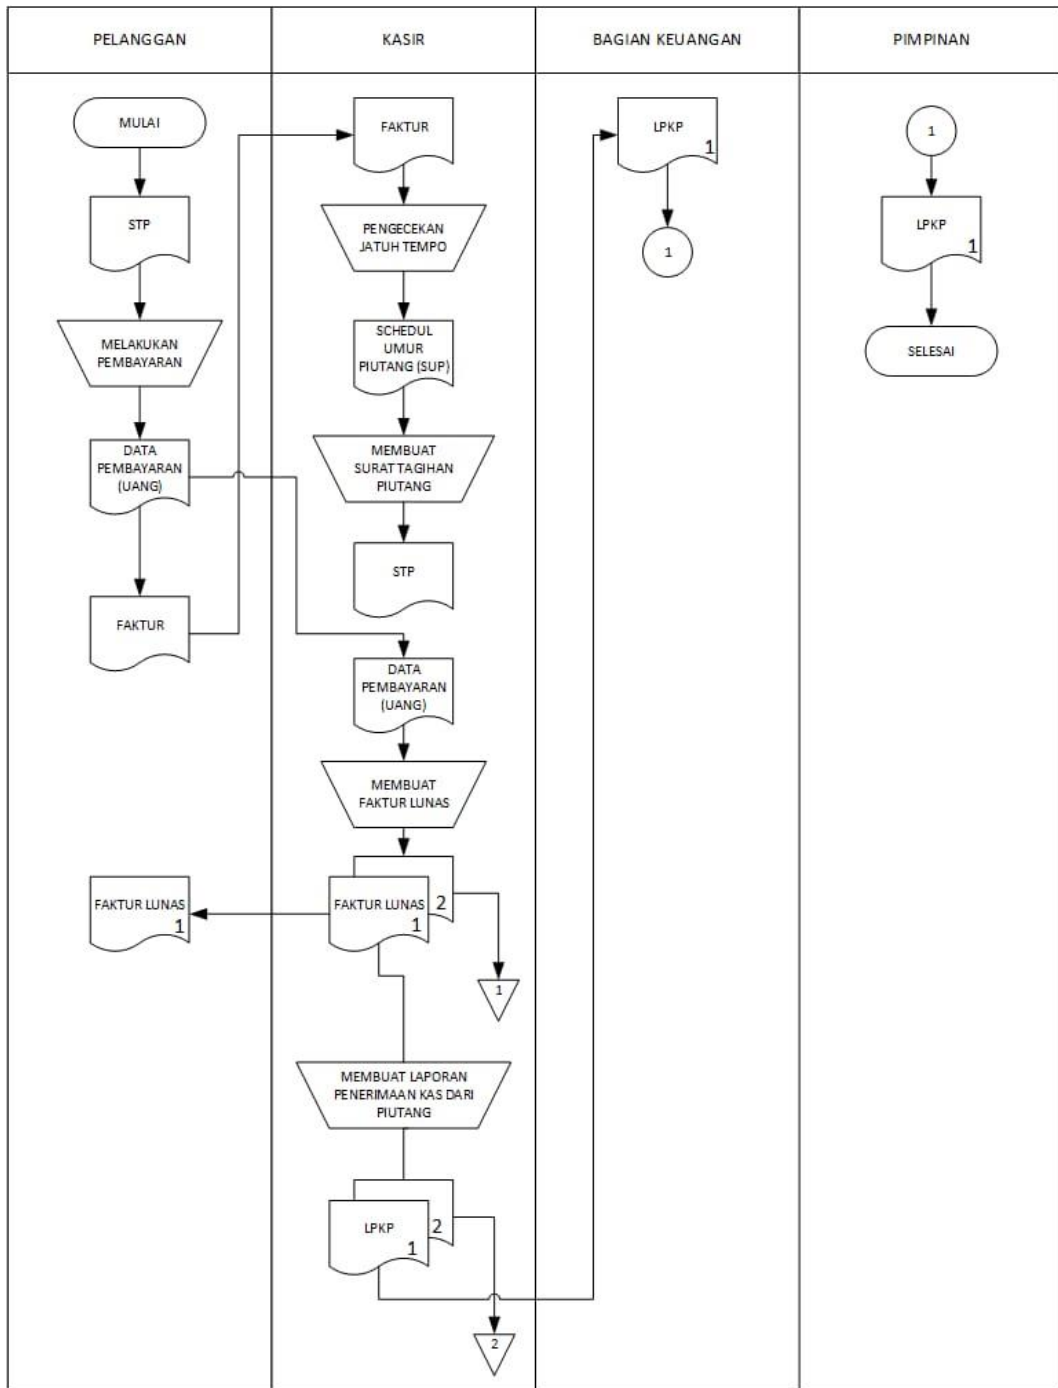 PELANGGAN
KASIR
BAGIAN KEUANGAN
PIMPINAN
MULAI
STP
MELAKUKAN
PEMBAYARAN
DATA
PEMBAYARAN
(UANG)
FAKTUR
FAKTUR LUNAS
1
FAKTUR
PENGECEKAN
JATUH TEMPO
SCHEDUL
UMUR
PIUTANG (SUP)
MEMBUAT
SURAT TAGIHAN
PIUTANG
STP
DATA
PEMBAYARAN
(UANG)
MEMBUAT
FAKTUR LUNAS
FAKTUR LUNAS
1
2
1
MEMBUAT LAPORAN
PENERIMAAN KAS DARI
PIUTANG
LPKP
1
2
2
LPKP
1
1
1
LPKP
1
SELESAI